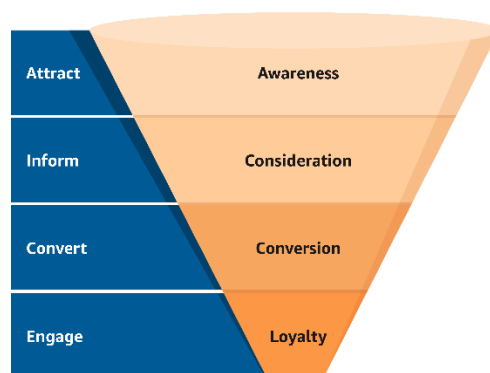 Attract
Awareness
Inform
Consideration
Convert
Conversion
Engage
Loyalty